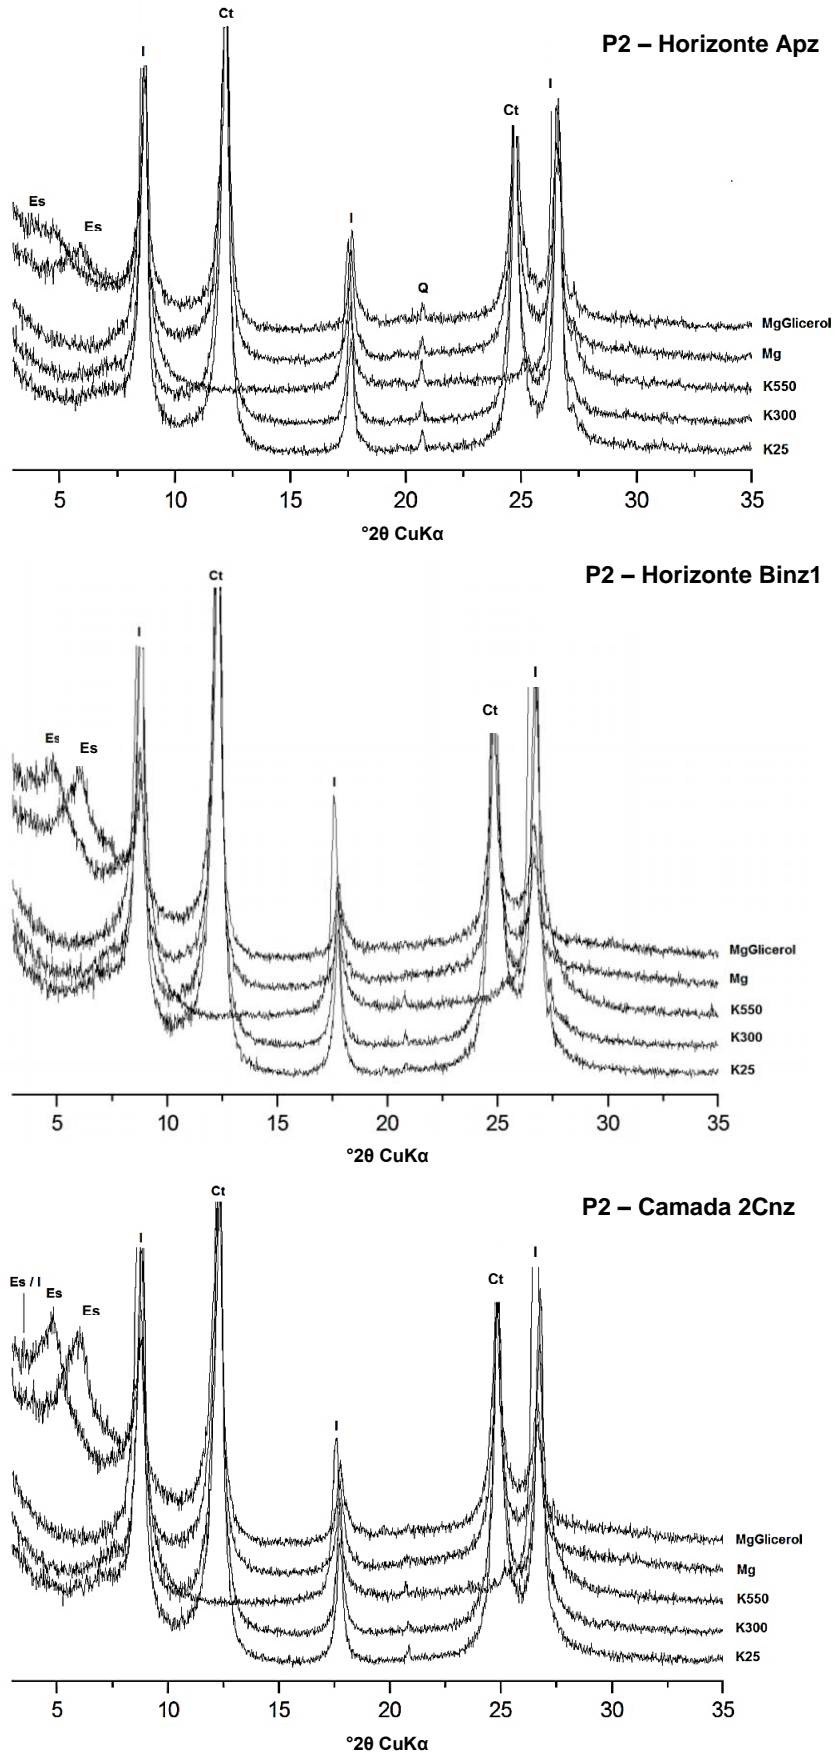 Ct
P2 – Horizonte Apz
I
I
Ct
Es
Es
I
Q
MgGlicerol
Mg
K550
K300
K25
5 10 15 20 25 30 35
°2θ CuKα
P2 – Horizonte Binz1
Ct
I
I
Ct
Es
Es
I
MgGlicerol
Mg
K550
K300
K25
5 10 15 20 25 30 35
°2θ CuKα
Ct
P2 – Camada 2Cnz
I
I
Es / I
Es
Ct
Es
I
MgGlicerol
Mg
K550
K300
K25
5 10 15 20 25 30 35
°2θ CuKα